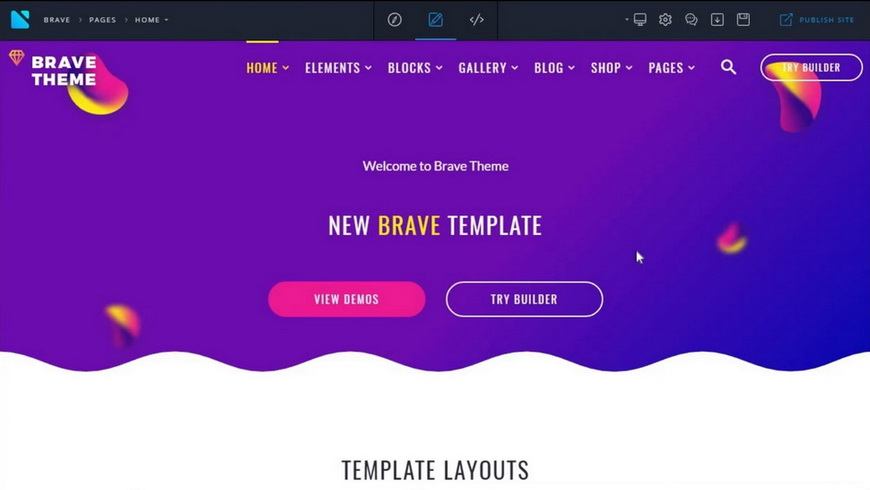 BRAVE > PAGES > HOME
PUBLISH SITE
BRAVE
THEME
HOME ELEMENTS BLOCKS GALLERY BLOG SHOP PAGES
TRY BUILDER
Welcome to Brave Theme
NEW BRAVE TEMPLATE
VIEW DEMOS TRY BUILDER
TEMPLATE LAYOUTS